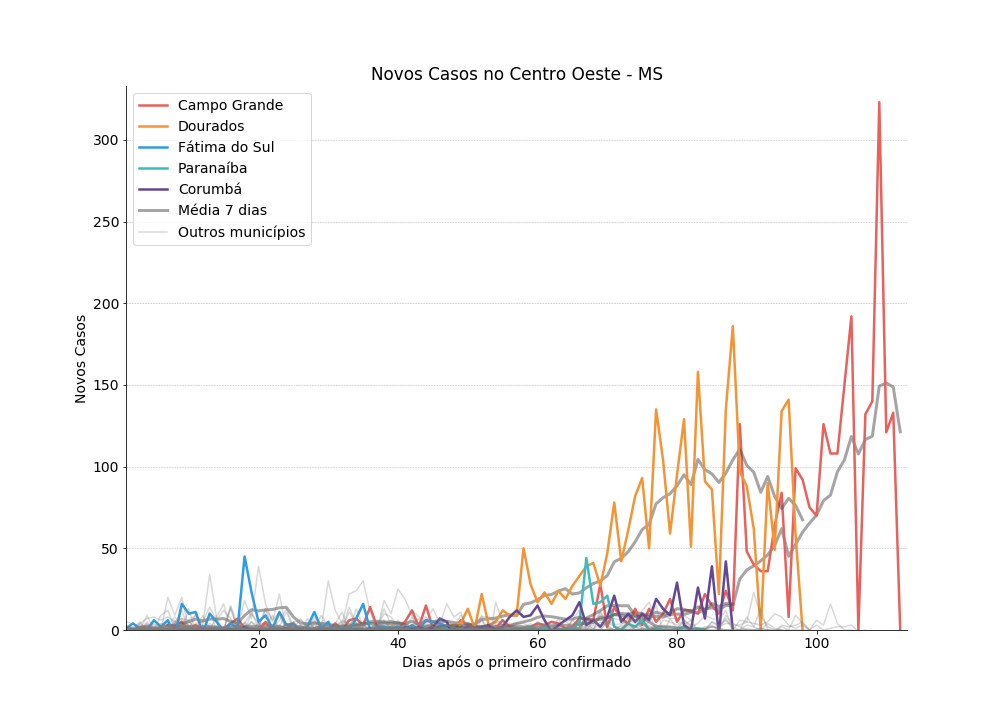 Novos Casos no Centro Oeste - MS
Campo Grande
Dourados
Fátima do Sul
Paranaíba
Corumbá
Média 7 dias
Outros municípios
300
250
200
150
100
50
0
Novos Casos
20
40
60
80
100
Dias após o primeiro confirmado